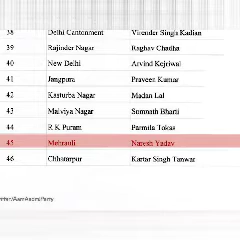 38 Delhi Cantonment Virender Singh Kadian
39 Rajinder Nagar Raghav Chadha
40 New Delhi Arvind Kejriwal
41 Jangpura Praveen Kumar
42 Kasturba Nagar Madan Lal
43 Malviya Nagar Somnath Bharti
44 R K Puram Parmila Tokas
45 Mehrauli Naresh Yadav
46 Chhatarpur Kartar Singh Tanwar
/AamAadmiParty